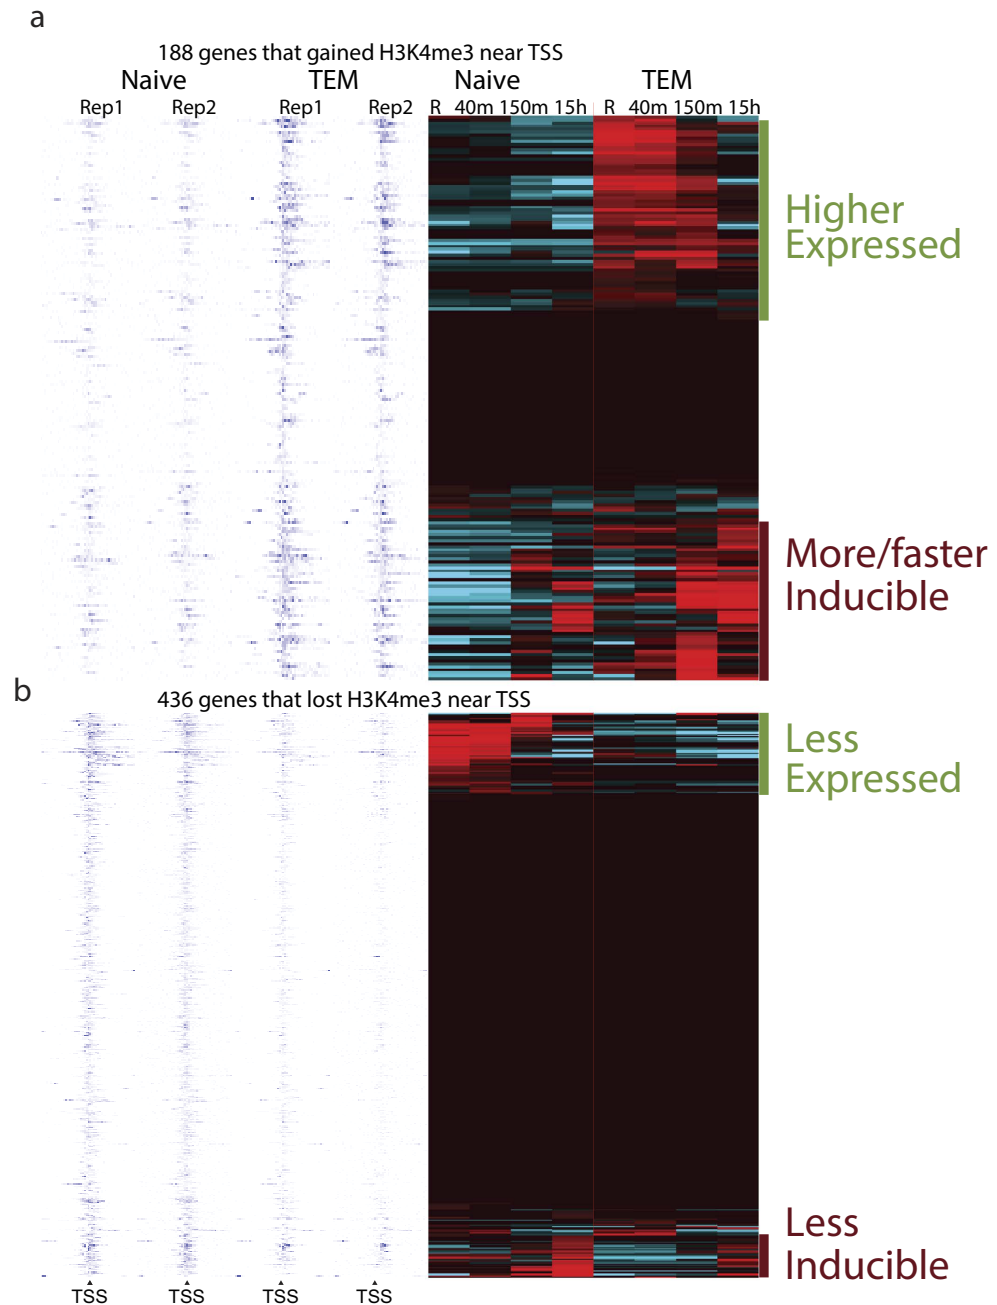 a
188 genes that gained H3K4me3 near TSS
Naive TEM Naive TEM
Rep1 Rep2 Rep1 Rep2 R 40m 150m 15h R 40m 150m 15h
Higher
Expressed
More/faster
Inducible
b
436 genes that lost H3K4me3 near TSS
Less
Expressed
Less
Inducible
TSS TSS TSS TSS